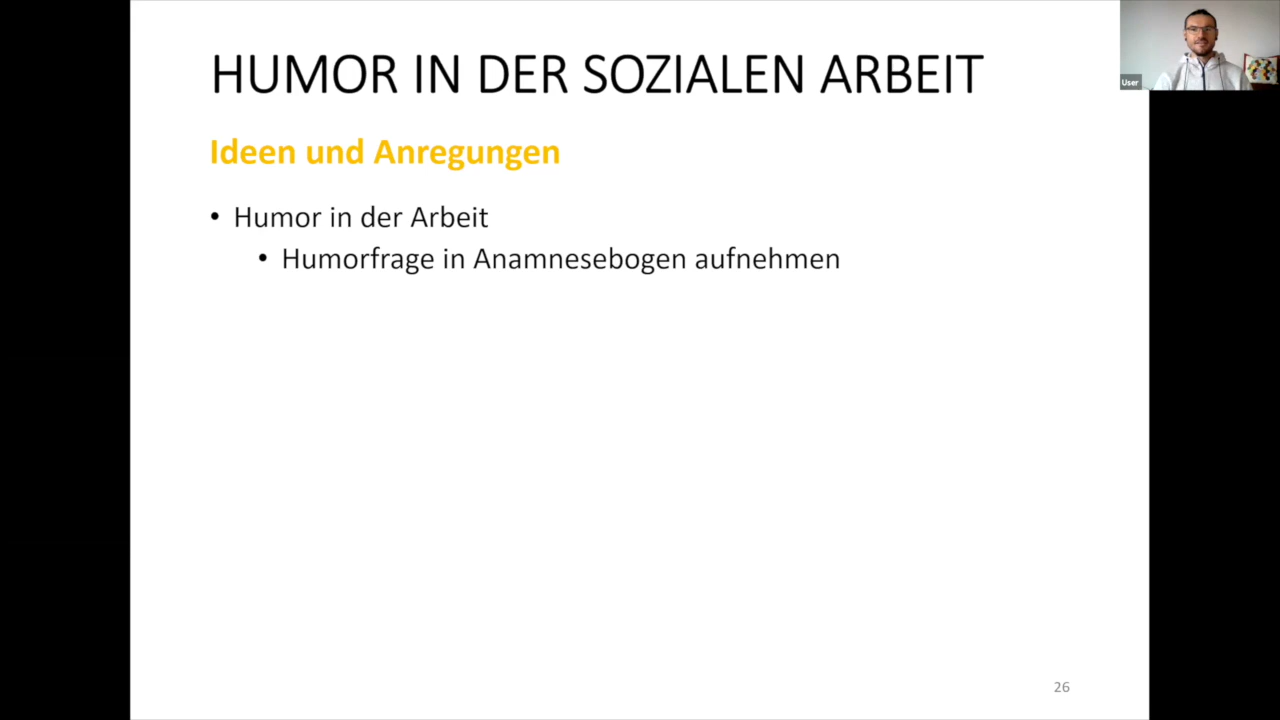 HUMOR IN DER SOZIALEN ARBEIT
User
Ideen und Anregungen
• Humor in der Arbeit
• Humorfrage in Anamnesebogen aufnehmen
26